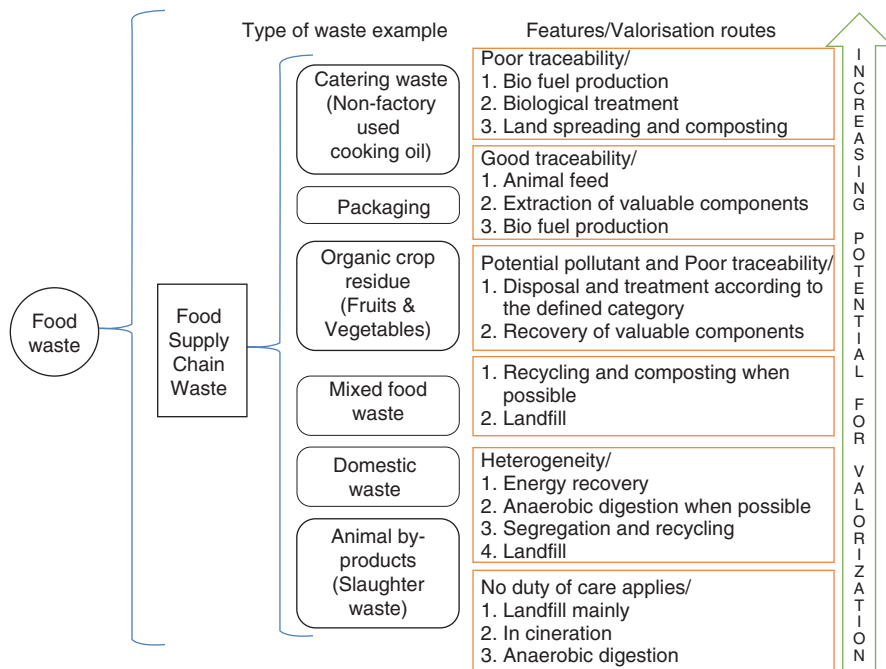 Type of waste example
Features/Valorisation routes
Food
waste
Food
Supply
Chain
Waste
Catering waste
(Non-factory
used
cooking oil)
Packaging
Organic crop
residue
(Fruits &
Vegetables)
Mixed food
waste
Domestic
waste
Animal by-
products
(Slaughter
waste)
Poor traceability/
1. Bio fuel production
2. Biological treatment
3. Land spreading and composting
Good traceability/
1. Animal feed
2. Extraction of valuable components
3. Bio fuel production
Potential pollutant and Poor traceability/
1. Disposal and treatment according to
the defined category
2. Recovery of valuable components
1. Recycling and composting when
possible
2. Landfill
Heterogeneity/
1. Energy recovery
2. Anaerobic digestion when possible
3. Segregation and recycling
4. Landfill
No duty of care applies/
1. Landfill mainly
2. In cineration
3. Anaerobic digestion
INCREASING POTENTIAL FOR VALORIZATION